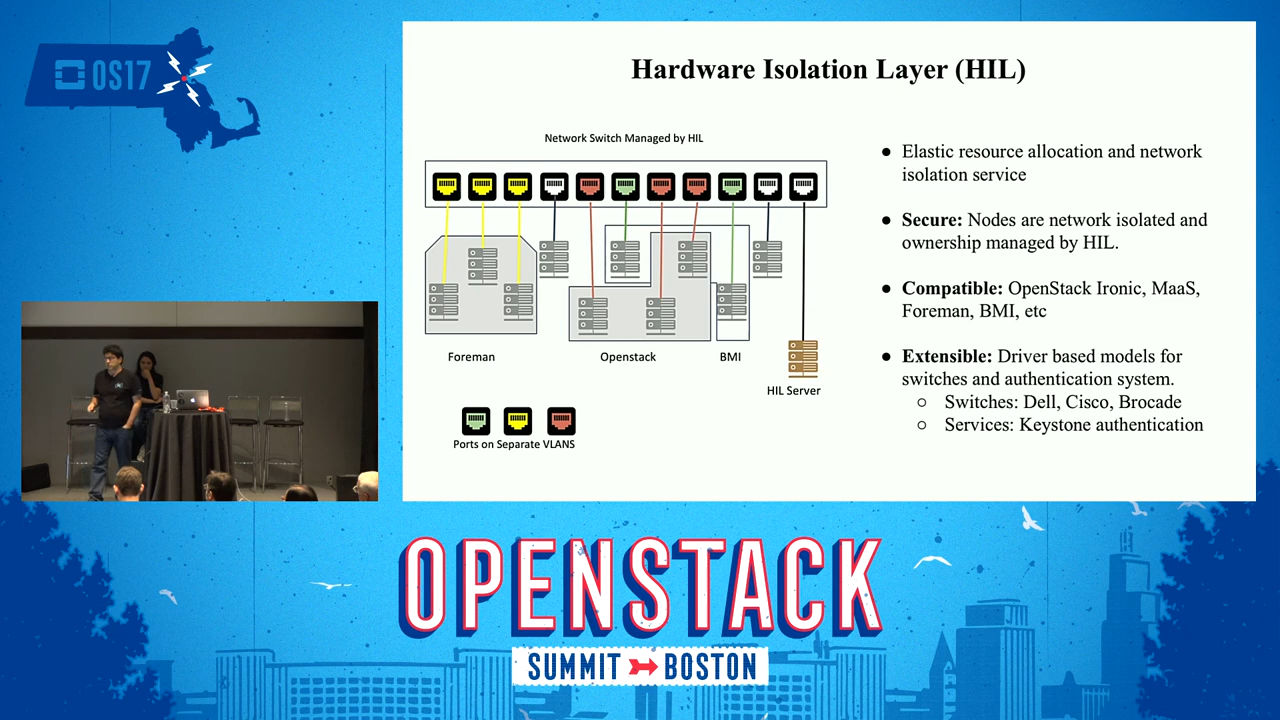 OS17
Hardware Isolation Layer (HIL)
Network Switch Managed by HIL
Foreman
Openstack
BMI
HIL Server
Ports on Separate VLANS
● Elastic resource allocation and network
isolation service
● Secure: Nodes are network isolated and
ownership managed by HIL.
● Compatible: OpenStack Ironic, MaaS,
Foreman, BMI, etc
● Extensible: Driver based models for
switches and authentication system.
○ Switches: Dell, Cisco, Brocade
○ Services: Keystone authentication
OPENSTACK
SUMMIT BOSTON